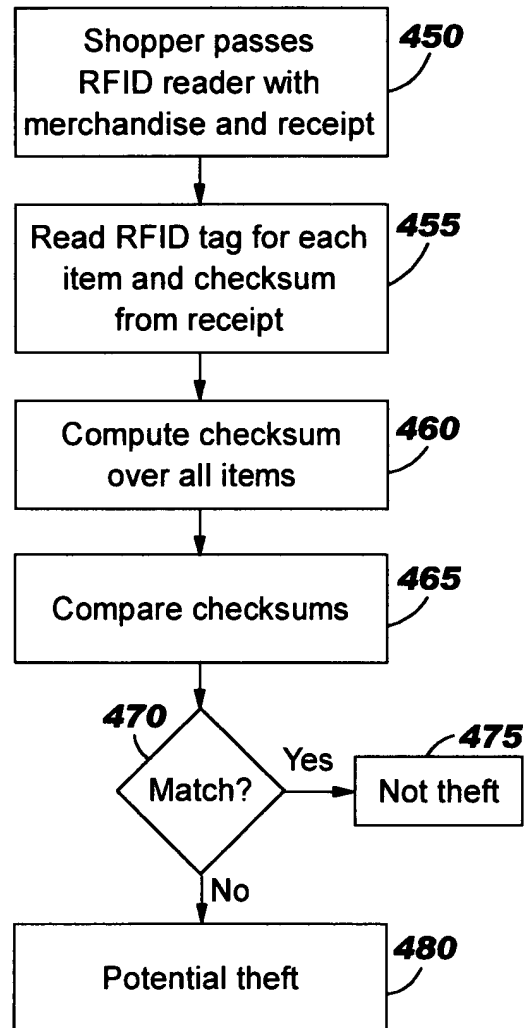 Shopper passes
RFID reader with
merchandise and receipt
450
Read RFID tag for each
item and checksum
from receipt
455
Compute checksum
over all items
460
Compare checksums
465
470
Match?
Yes
475
Not theft
No
Potential theft
480